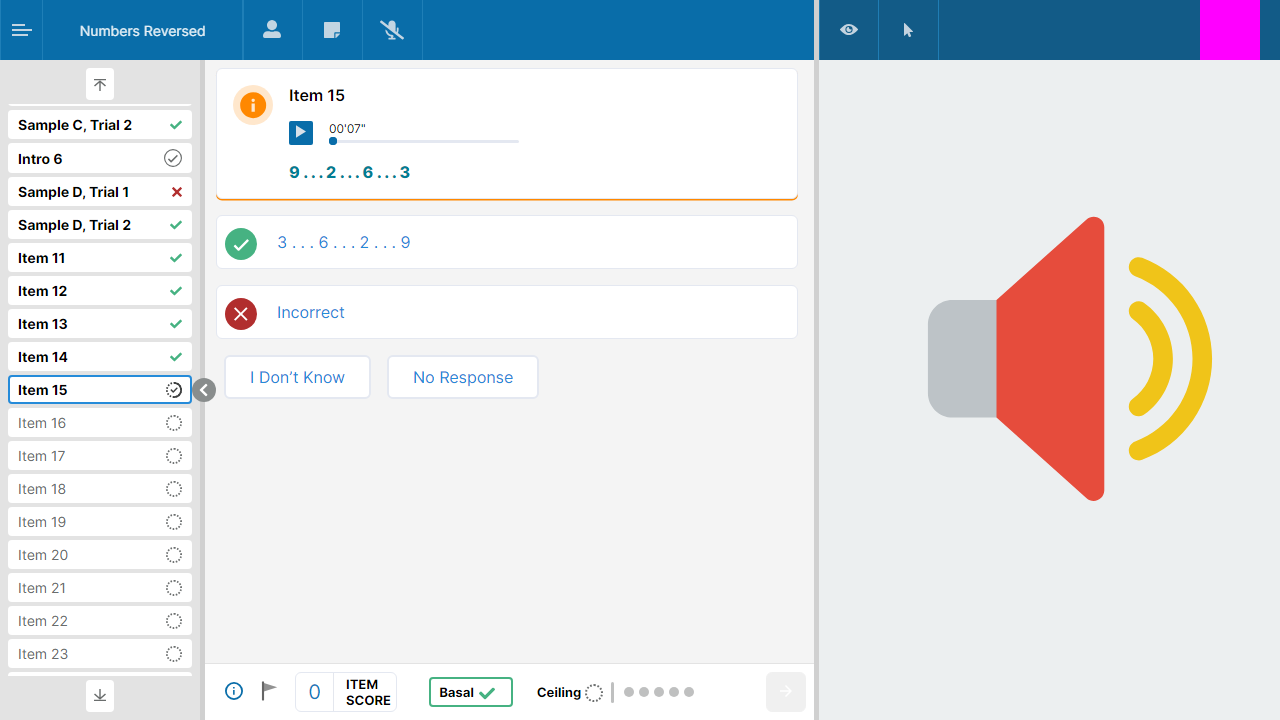 Numbers Reversed
Sample C, Trial 2
Intro 6
Sample D, Trial 1
Sample D, Trial 2
Item 11
Item 12
Item 13
Item 14
Item 15
Item 16
Item 17
Item 18
Item 19
Item 20
Item 21
Item 22
Item 23
Item 15
00'07"
9 . . . 2 . . . 6 . . . 3
3 . . . 6 . . . 2 . . . 9
Incorrect
I Don’t Know
No Response
0
ITEM
SCORE
Basal
Ceiling